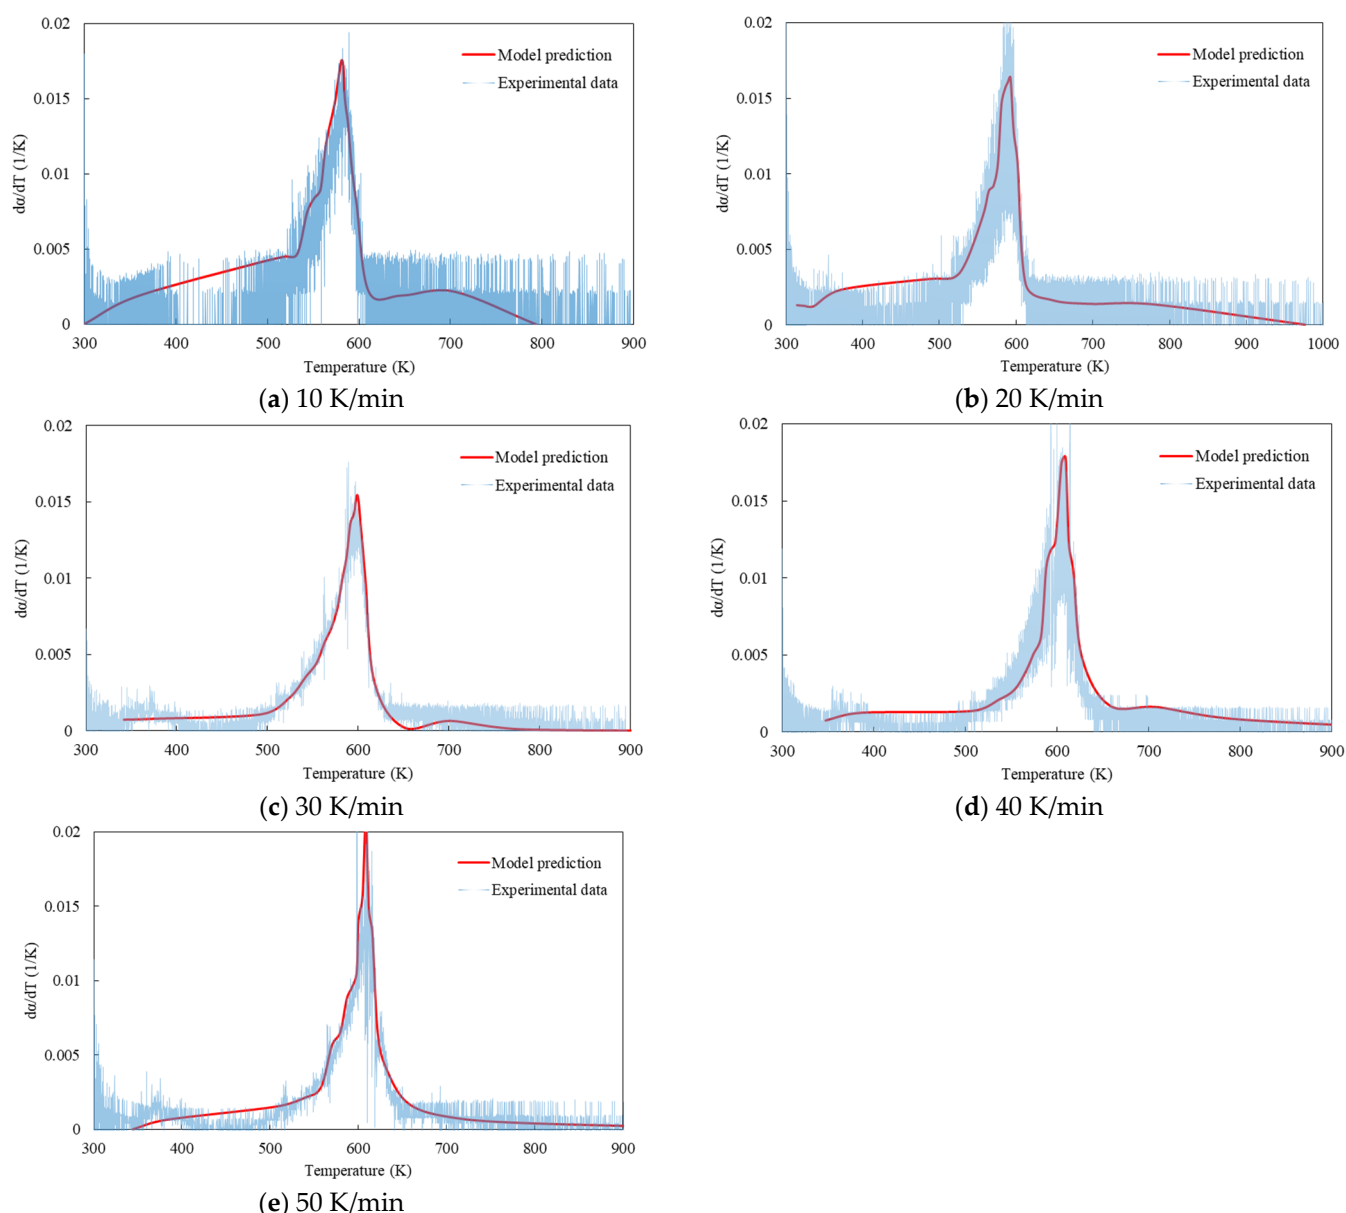 0.02
0.015
0.01
0.005
0
dα/dT (1/K)
Model prediction
Experimental data
300 400 500 600 700 800 900
Temperature (K)
(a) 10 K/min
0.02
0.015
0.01
0.005
0
dα/dT (1/K)
Model prediction
Experimental data
300 400 500 600 700 800 900 1000
Temperature (K)
(b) 20 K/min
0.02
0.015
0.01
0.005
0
dα/dT (1/K)
Model prediction
Experimental data
300 400 500 600 700 800 900
Temperature (K)
(c) 30 K/min
0.02
0.015
0.01
0.005
0
dα/dT (1/K)
Model prediction
Experimental data
300 400 500 600 700 800 900
Temperature (K)
(d) 40 K/min
0.02
0.015
0.01
0.005
0
dα/dT (1/K)
Model prediction
Experimental data
300 400 500 600 700 800 900
Temperature (K)
(e) 50 K/min